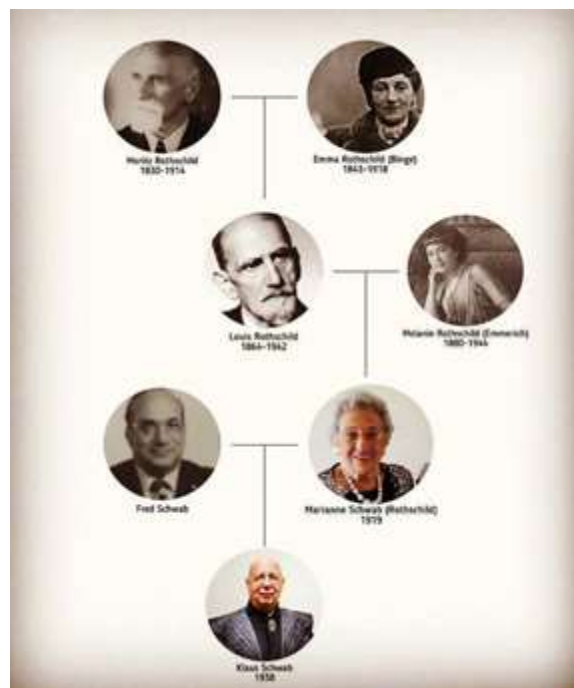 Moritz Rothschild
1830-1914
Emma Rothschild (Binge)
1843-1918
Louis Rothschild
1864-1942
Melanie Rothschild (Emmerich)
1880-1944
Fred Schwab
Marianne Schwab (Rothschild)
1919
Klaus Schwab
1938